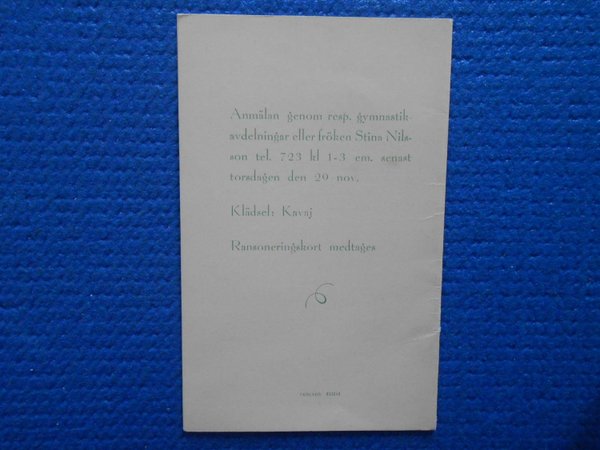 Anmälan genom resp. gymnastik-
avdelningar eller fröken Stina Nils-
son tel. 723 kl 1-3 em. senast
torsdagen den 29 nov.
Klädsel: Kavaj
Ransoneringskort medtages